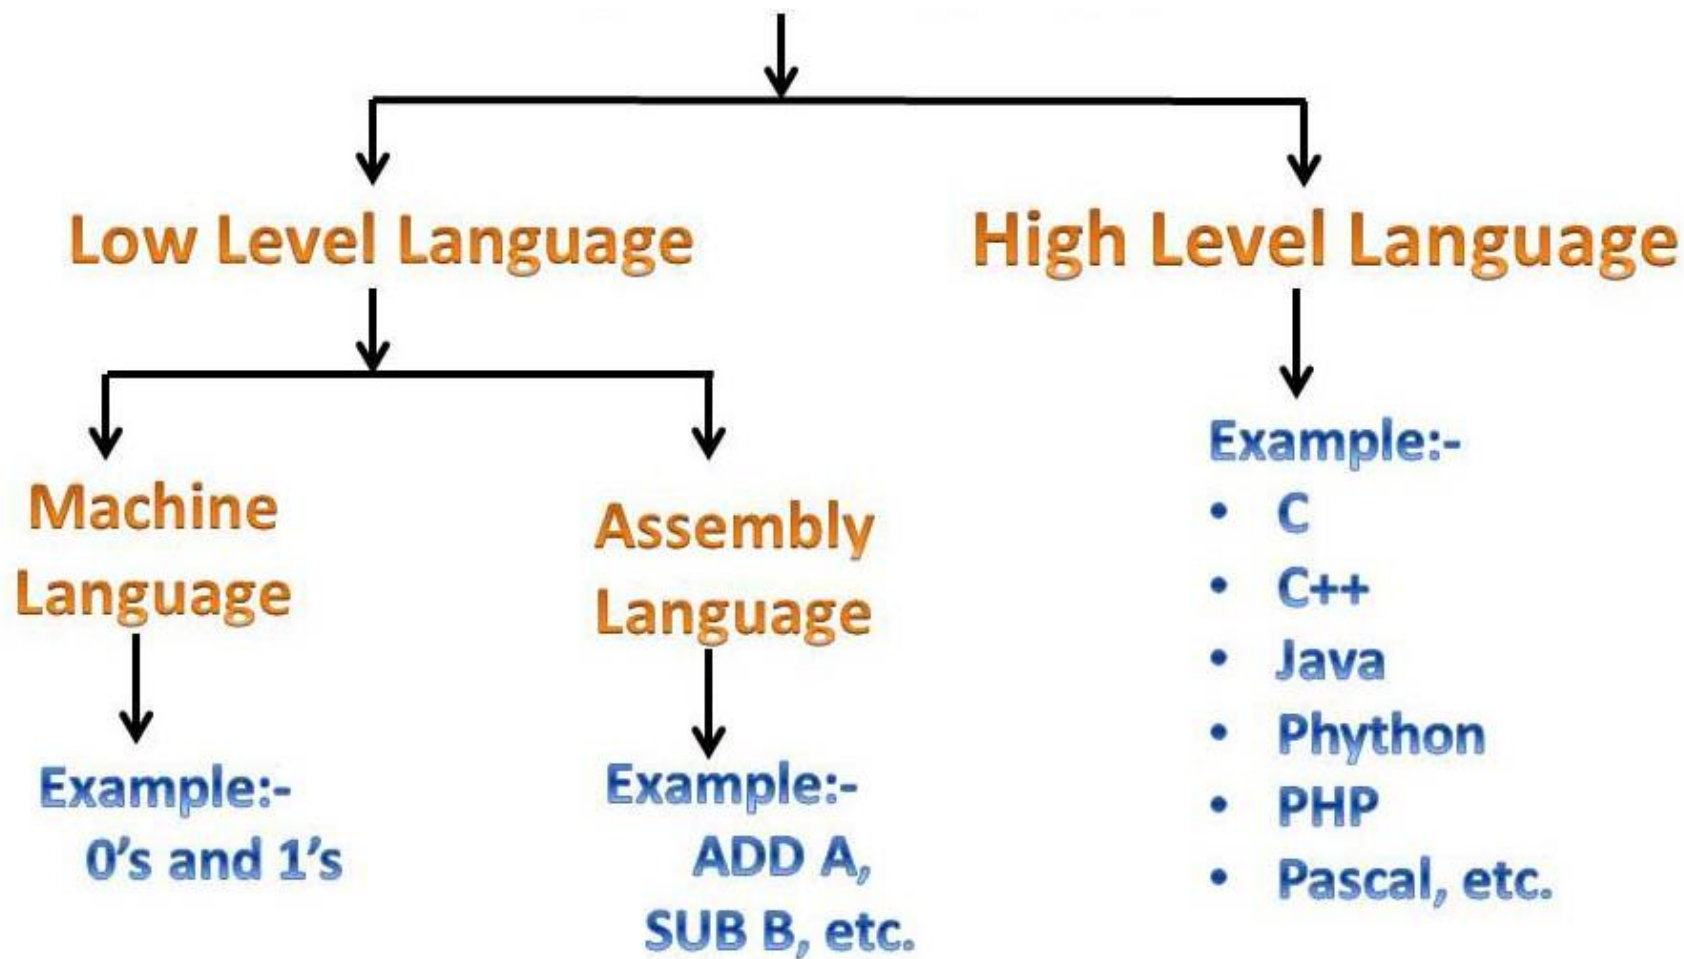 Low Level Language
High Level Language
Machine
Language
Example:-
0's and 1's
Assembly
Language
Example:-
ADD A,
SUB B, etc.
Example:-
• C
• C++
• Java
• Phython
• PHP
• Pascal, etc.